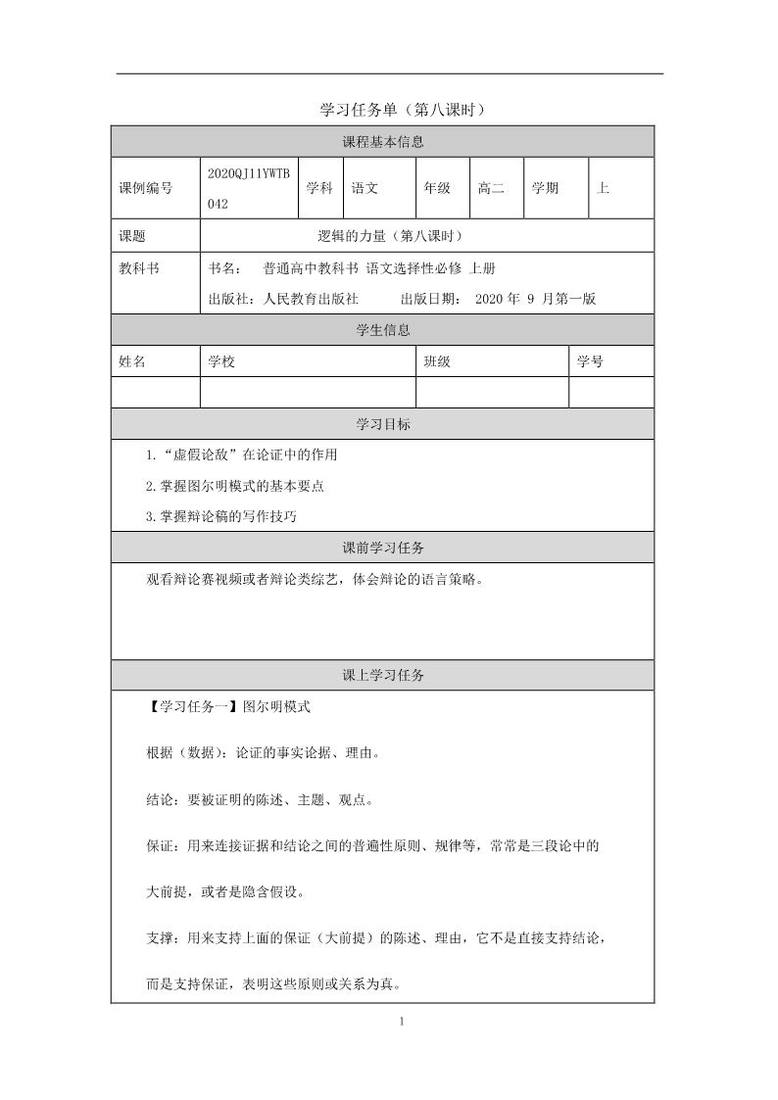 学习任务单（第八课时）
课程基本信息
课例编号 2020QJ11YWTB042 学科 语文 年级 高二 学期 上
课题 逻辑的力量（第八课时）
教科书 书名： 普通高中教科书 语文选择性必修 上册
出版社：人民教育出版社 出版日期： 2020 年 9 月第一版
学生信息
姓名 学校 班级 学号
学习目标
1.“虚假论敌”在论证中的作用
2.掌握图尔明模式的基本要点
3.掌握辩论稿的写作技巧
课前学习任务
观看辩论赛视频或者辩论类综艺，体会辩论的语言策略。
课上学习任务
【学习任务一】图尔明模式
根据（数据）：论证的事实论据、理由。
结论：要被证明的陈述、主题、观点。
保证：用来连接证据和结论之间的普遍性原则、规律等，常常是三段论中的
大前提，或者是隐含假设。
支撑：用来支持上面的保证（大前提）的陈述、理由，它不是直接支持结论，
而是支持保证，表明这些原则或关系为真。
1